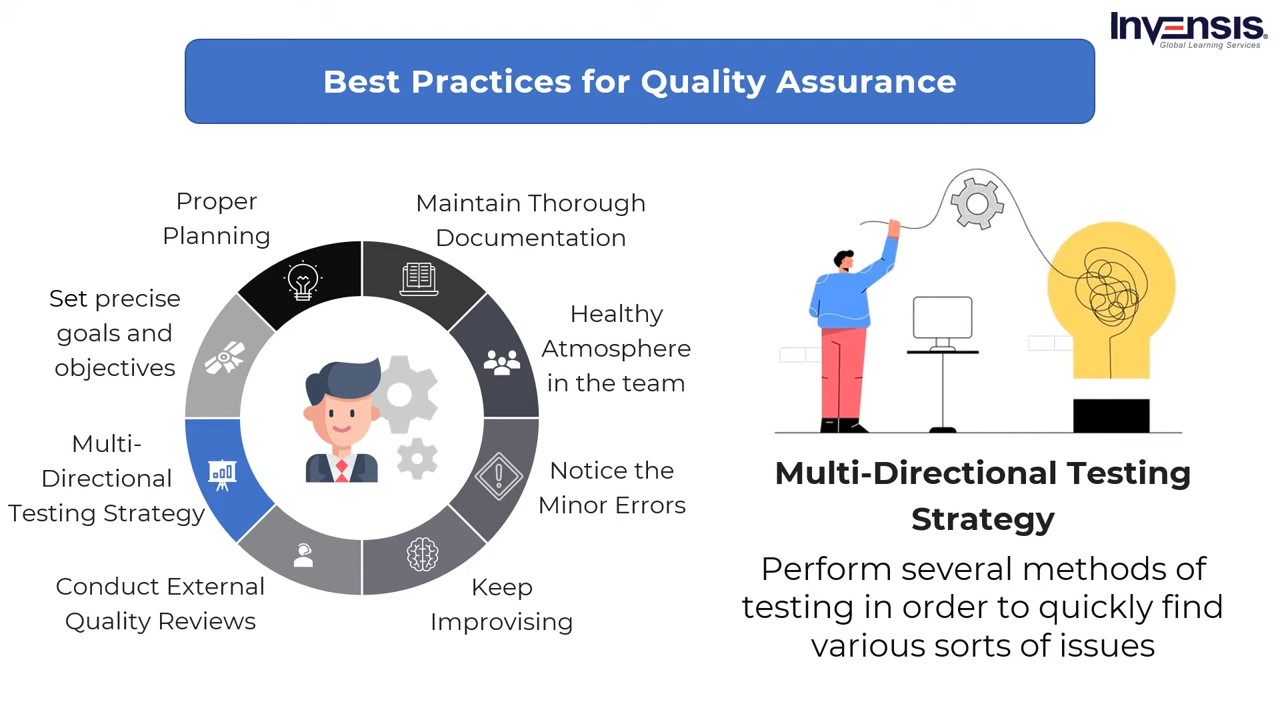 Invensis®
Global Learning Services
Best Practices for Quality Assurance
Proper
Planning
Maintain Thorough
Documentation
Set precise
goals and
objectives
Healthy
Atmosphere
in the team
Multi-
Directional
Testing Strategy
Notice the
Minor Errors
Conduct External
Quality Reviews
Keep
Improvising
Multi-Directional Testing
Strategy
Perform several methods of
testing in order to quickly find
various sorts of issues